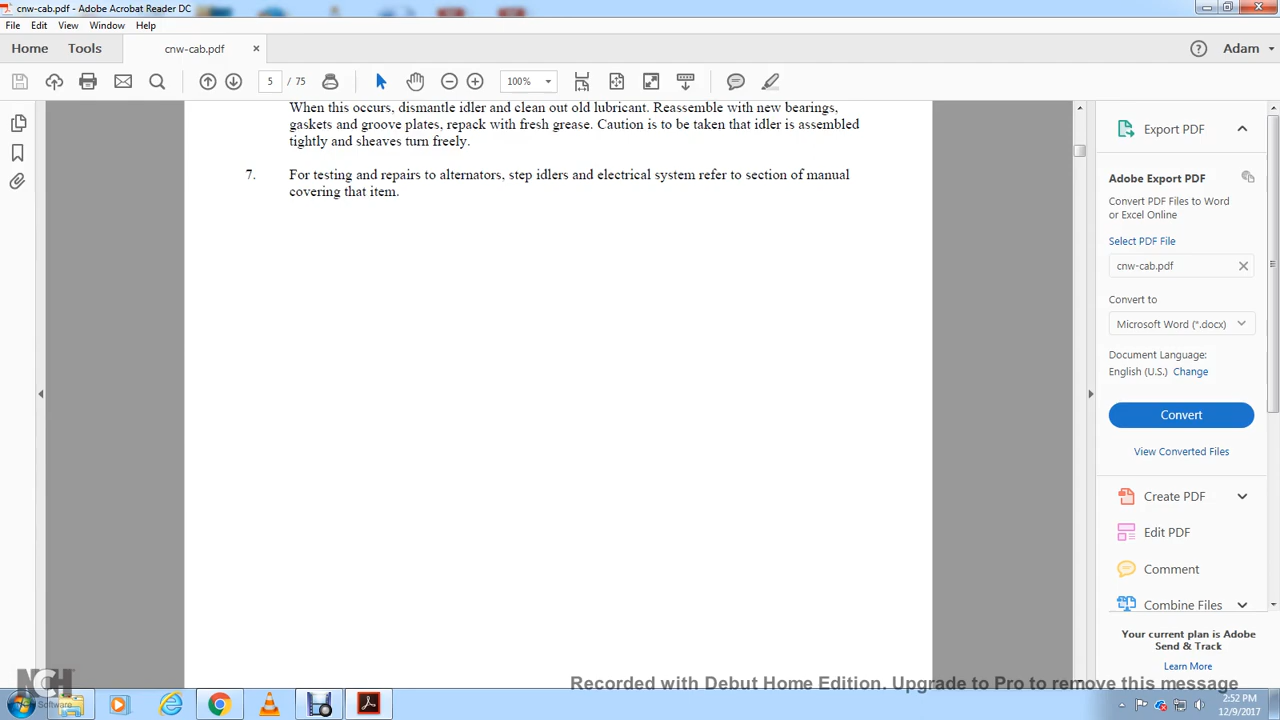 cnw-cab.pdf - Adobe Acrobat Reader DC
File Edit View Window Help
Home Tools cnw-cab.pdf ×
? Adam
5 / 75 100%
When this occurs, dismantle idler and clean out old lubricant. Reassemble with new bearings,
gaskets and groove plates, repack with fresh grease. Caution is to be taken that idler is assembled
tightly and sheaves turn freely.
7. For testing and repairs to alternators, step idlers and electrical system refer to section of manual
covering that item.
Export PDF
Adobe Export PDF
Convert PDF Files to Word
or Excel Online
Select PDF File
cnw-cab.pdf
Convert to
Microsoft Word (*.docx)
Document Language:
English (U.S.) Change
Convert
View Converted Files
Create PDF
Edit PDF
Comment
Combine Files
Your current plan is Adobe
Send & Track
Learn More
NCH
Software
Recorded with Debut Home Edition. Upgrade to Pro to remove this message
2:52 PM
12/9/2017